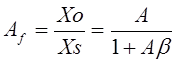 A_f = Xo/Xs = A/(1 + Aβ)